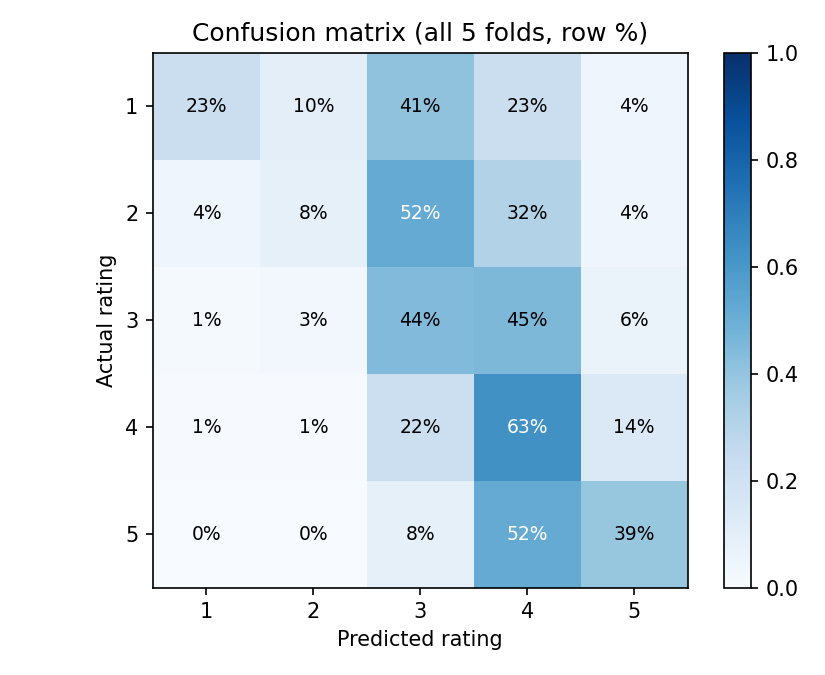 Confusion matrix (all 5 folds, row %)
1 23% 10% 41% 23% 4%
2 4% 8% 52% 32% 4%
3 1% 3% 44% 45% 6%
4 1% 1% 22% 63% 14%
5 0% 0% 8% 52% 39%
1 2 3 4 5
Predicted rating
Actual rating
1.0
0.8
0.6
0.4
0.2
0.0